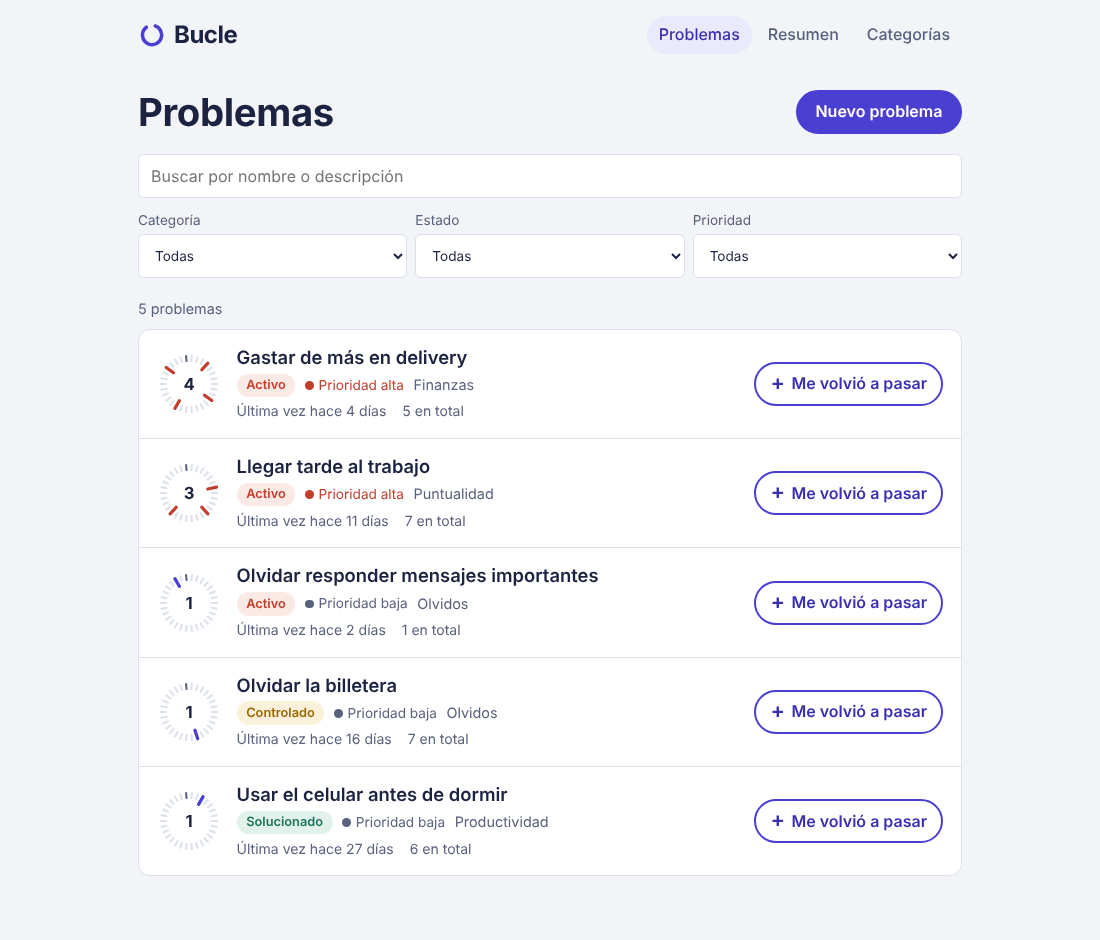 Bucle
Problemas Resumen Categorías
Problemas
Nuevo problema
Buscar por nombre o descripción
Categoría Estado Prioridad
Todas Todas Todas
5 problemas
4
Gastar de más en delivery
Activo Prioridad alta Finanzas
Última vez hace 4 días 5 en total
+ Me volvió a pasar
3
Llegar tarde al trabajo
Activo Prioridad alta Puntualidad
Última vez hace 11 días 7 en total
+ Me volvió a pasar
1
Olvidar responder mensajes importantes
Activo Prioridad baja Olvidos
Última vez hace 2 días 1 en total
+ Me volvió a pasar
1
Olvidar la billetera
Controlado Prioridad baja Olvidos
Última vez hace 16 días 7 en total
+ Me volvió a pasar
1
Usar el celular antes de dormir
Solucionado Prioridad baja Productividad
Última vez hace 27 días 6 en total
+ Me volvió a pasar